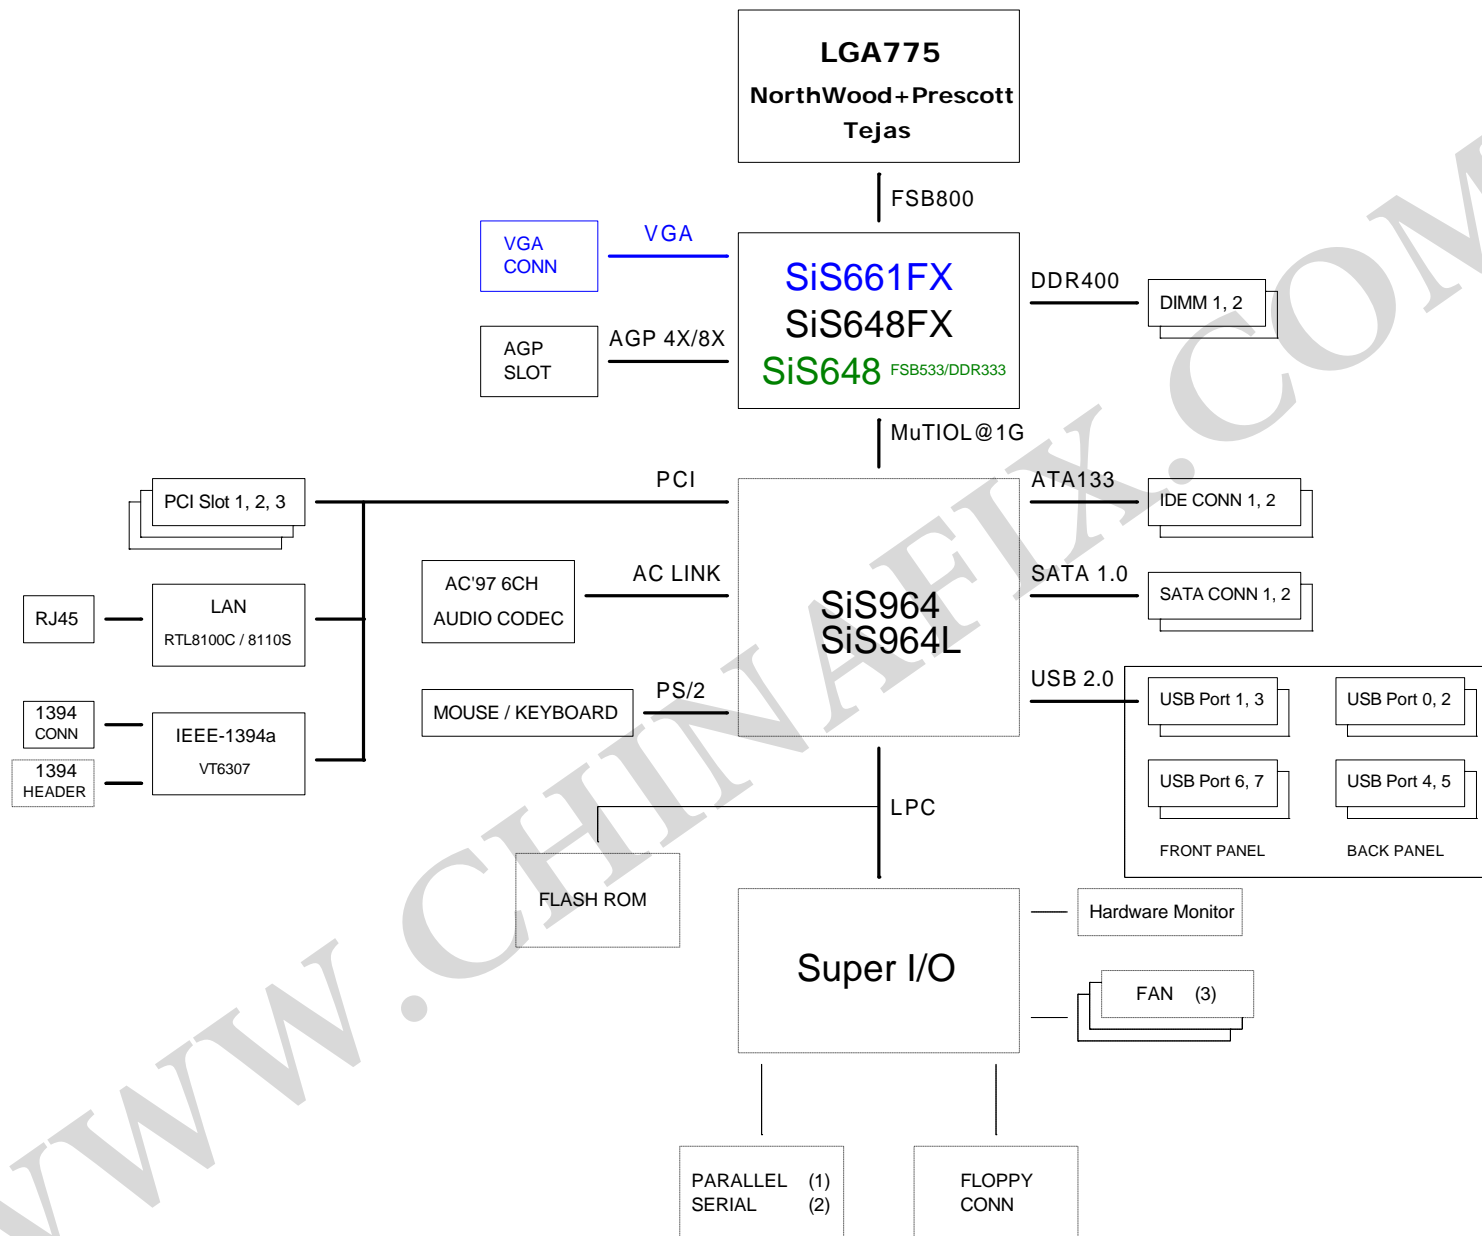 LGA775
NorthWood+Prescott
Tejas
FSB800
VGA
CONN
VGA
SiS661FX
SiS648FX
SiS648 FSB533/DDR333
DDR400
DIMM 1, 2
AGP
SLOT
AGP 4X/8X
MuTIOL@1G
PCI Slot 1, 2, 3
PCI
ATA133
IDE CONN 1, 2
AC'97 6CH
AUDIO CODEC
AC LINK
SiS964
SiS964L
SATA 1.0
SATA CONN 1, 2
RJ45
LAN
RTL8100C / 8110S
MOUSE / KEYBOARD
PS/2
USB 2.0
USB Port 1, 3
USB Port 0, 2
USB Port 6, 7
USB Port 4, 5
FRONT PANEL
BACK PANEL
1394
CONN
IEEE-1394a
VT6307
1394
HEADER
LPC
FLASH ROM
Super I/O
Hardware Monitor
FAN (3)
PARALLEL (1)
SERIAL (2)
FLOPPY
CONN
WWW.CHINAFIX.COM